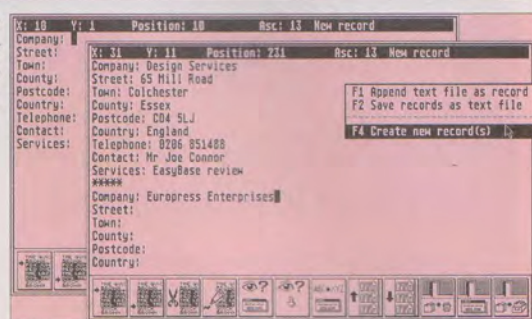 X: 10 Y: 1 Position: 10 Asc: 13 New record
Company:
Street:
Town:
County:
Postcode:
Country:
Telephone:
Contact:
Services:
X: 31 Y: 11 Position: 231 Asc: 13 New record
Company: Design Services
Street: 65 Mill Road
Town: Colchester
County: Essex
Postcode: CO4 5LJ
Country: England
Telephone: 0206 851488
Contact: Mr Joe Connor
Services: EasyBase review
*****
Company: Europress Enterprises
Street:
Town:
County:
Postcode:
Country:
F1 Append text file as record
F2 Save records as text file
F4 Create new record(s)